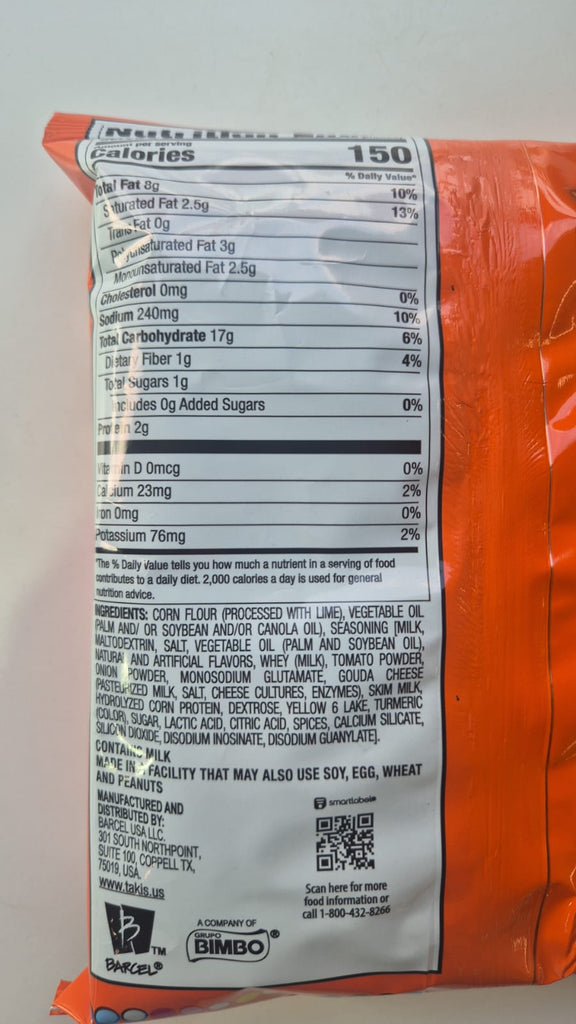 Nutrition
Amount per serving
Calories 150
% Daily Value*
Total Fat 8g 10%
Saturated Fat 2.5g 13%
Trans Fat 0g
Polyunsaturated Fat 3g
Monounsaturated Fat 2.5g
Cholesterol 0mg 0%
Sodium 240mg 10%
Total Carbohydrate 17g 6%
Dietary Fiber 1g 4%
Total Sugars 1g
Includes 0g Added Sugars 0%
Protein 2g
Vitamin D 0mcg 0%
Calcium 23mg 2%
Iron 0mg 0%
Potassium 76mg 2%
*The % Daily Value tells you how much a nutrient in a serving of food
contributes to a daily diet. 2,000 calories a day is used for general
nutrition advice.
INGREDIENTS: CORN FLOUR (PROCESSED WITH LIME), VEGETABLE OIL
(PALM AND/ OR SOYBEAN AND/OR CANOLA OIL), SEASONING [MILK,
MALTODEXTRIN, SALT, VEGETABLE OIL (PALM AND SOYBEAN OIL),
NATURAL AND ARTIFICIAL FLAVORS, WHEY (MILK), TOMATO POWDER,
ONION POWDER, MONOSODIUM GLUTAMATE, GOUDA CHEESE
(PASTEURIZED MILK, SALT, CHEESE CULTURES, ENZYMES), SKIM MILK,
HYDROLYZED CORN PROTEIN, DEXTROSE, YELLOW 6 LAKE, TURMERIC
(COLOR), SUGAR, LACTIC ACID, CITRIC ACID, SPICES, CALCIUM SILICATE,
SILICON DIOXIDE, DISODIUM INOSINATE, DISODIUM GUANYLATE].
CONTAINS MILK
MADE IN A FACILITY THAT MAY ALSO USE SOY, EGG, WHEAT
AND PEANUTS
MANUFACTURED AND
DISTRIBUTED BY:
BARCEL USA LLC.
301 SOUTH NORTHPOINT,
SUITE 100, COPPELL TX,
75019, USA.
www.takis.us
smartlabel®
Scan here for more
food information or
call 1-800-432-8266
B TM
BARCEL®
A COMPANY OF
GRUPO
BIMBO ®